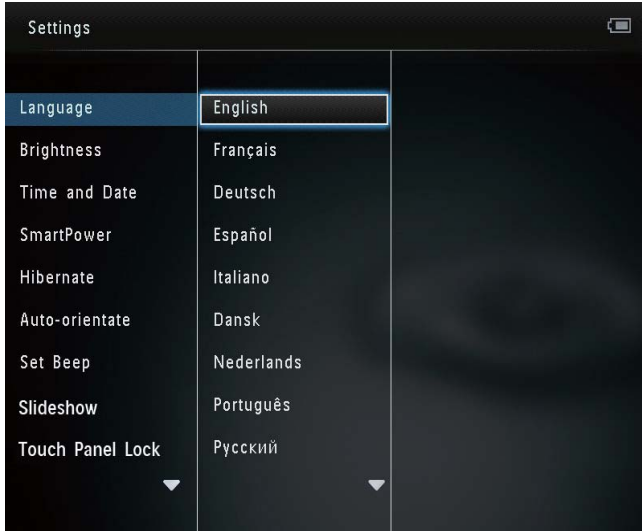 Settings
Language
Brightness
Time and Date
SmartPower
Hibernate
Auto-orientate
Set Beep
Slideshow
Touch Panel Lock
English
Français
Deutsch
Español
Italiano
Dansk
Nederlands
Português
Русский